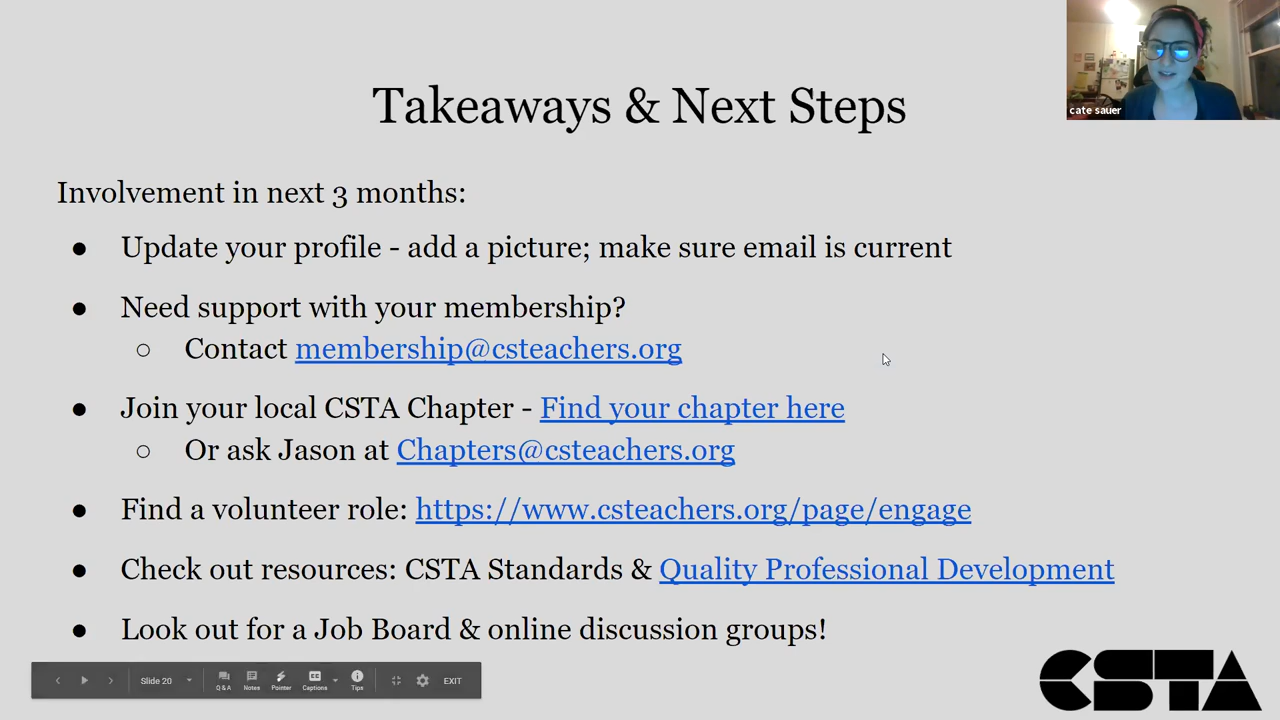 Takeaways & Next Steps
cate sauer
Involvement in next 3 months:
● Update your profile - add a picture; make sure email is current
● Need support with your membership?
○ Contact membership@csteachers.org
● Join your local CSTA Chapter - Find your chapter here
○ Or ask Jason at Chapters@csteachers.org
● Find a volunteer role: https://www.csteachers.org/page/engage
● Check out resources: CSTA Standards & Quality Professional Development
● Look out for a Job Board & online discussion groups!
Slide 20 Q & A Notes Pointer Captions Tips EXIT
CSTA